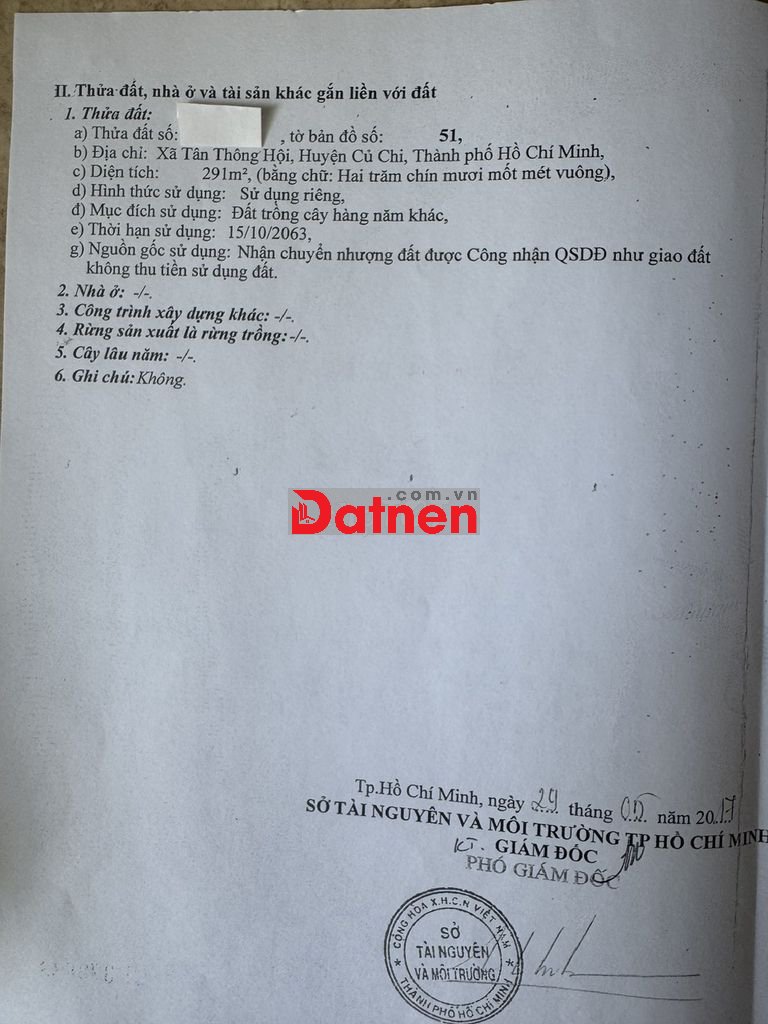 II. Thửa đất, nhà ở và tài sản khác gắn liền với đất
1. Thửa đất:
a) Thửa đất số: , tờ bản đồ số: 51,
b) Địa chỉ: Xã Tân Thông Hội, Huyện Củ Chi, Thành phố Hồ Chí Minh,
c) Diện tích: 291m², (bằng chữ: Hai trăm chín mươi mốt mét vuông),
d) Hình thức sử dụng: Sử dụng riêng,
đ) Mục đích sử dụng: Đất trồng cây hàng năm khác,
e) Thời hạn sử dụng: 15/10/2063,
g) Nguồn gốc sử dụng: Nhận chuyển nhượng đất được Công nhận QSDĐ như giao đất
không thu tiền sử dụng đất.
2. Nhà ở: -/-.
3. Công trình xây dựng khác: -/-.
4. Rừng sản xuất là rừng trồng: -/-.
5. Cây lâu năm: -/-.
6. Ghi chú: Không.
.com.vn
Datnen
Tp.Hồ Chí Minh, ngày 29 tháng năm 2017
SỞ TÀI NGUYÊN VÀ MÔI TRƯỜNG TP HỒ CHÍ MINH
KT. GIÁM ĐỐC
PHÓ GIÁM ĐỐC
CỘNG HÒA X.H.C.N VIỆT NAM
SỞ
TÀI NGUYÊN
VÀ MÔI TRƯỜNG
THÀNH PHỐ HỒ CHÍ MINH